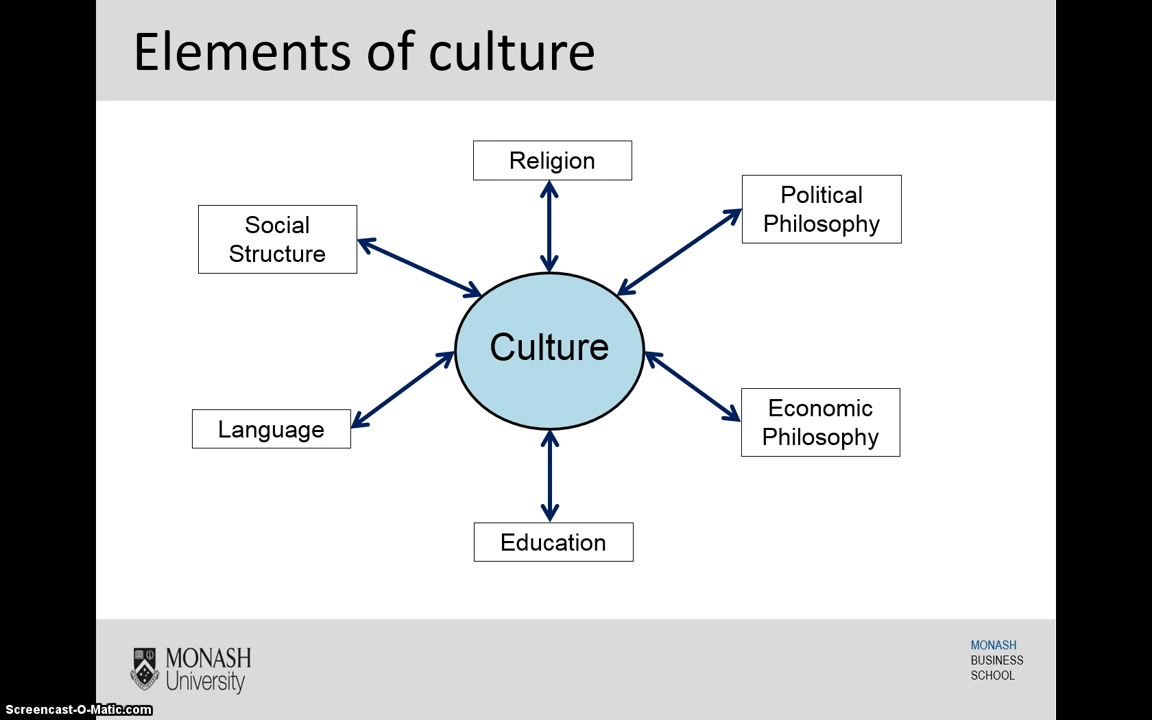 Elements of culture
Religion
Political
Philosophy
Social
Structure
Culture
Economic
Philosophy
Language
Education
MONASH
University
MONASH
BUSINESS
SCHOOL
Screencast-O-Matic.com